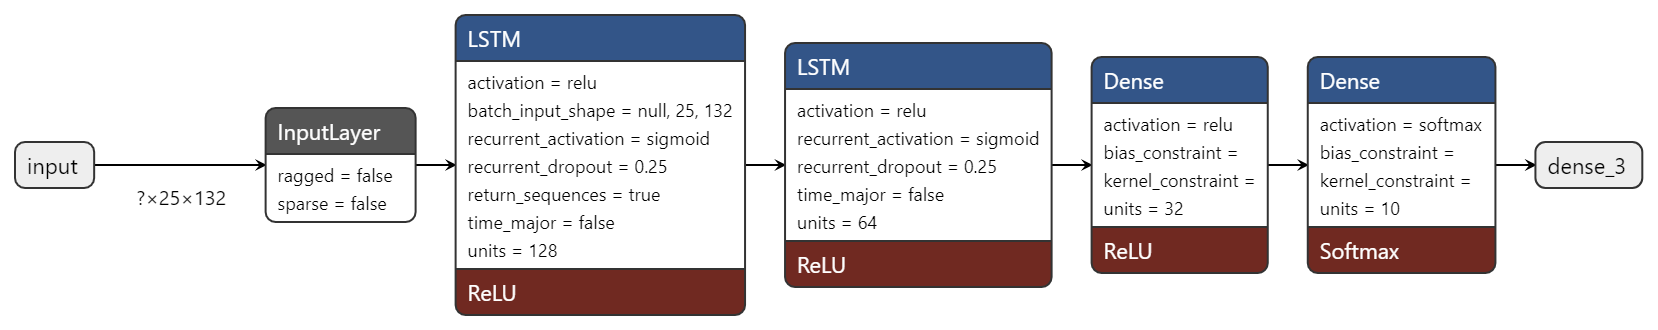 input
?×25×132
InputLayer
ragged = false
sparse = false
LSTM
activation = relu
batch_input_shape = null, 25, 132
recurrent_activation = sigmoid
recurrent_dropout = 0.25
return_sequences = true
time_major = false
units = 128
ReLU
LSTM
activation = relu
recurrent_activation = sigmoid
recurrent_dropout = 0.25
time_major = false
units = 64
ReLU
Dense
activation = relu
bias_constraint =
kernel_constraint =
units = 32
ReLU
Dense
activation = softmax
bias_constraint =
kernel_constraint =
units = 10
Softmax
dense_3